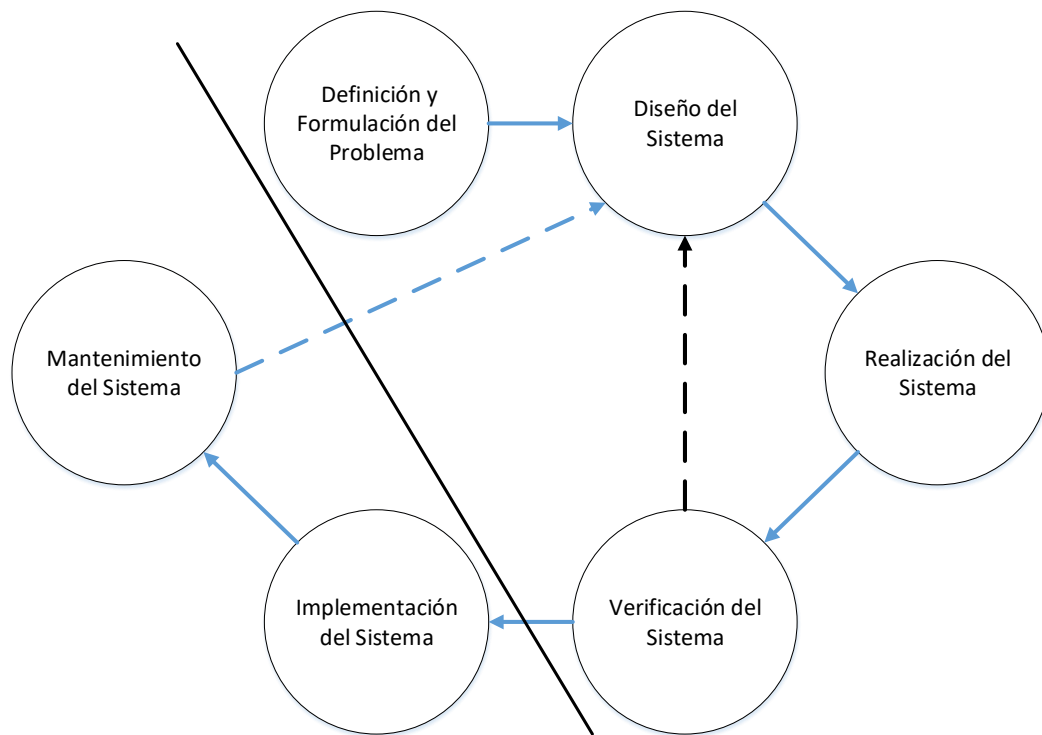 Definición y
Formulación del
Problema
Diseño del
Sistema
Mantenimiento
del Sistema
Realización del
Sistema
Implementación
del Sistema
Verificación del
Sistema